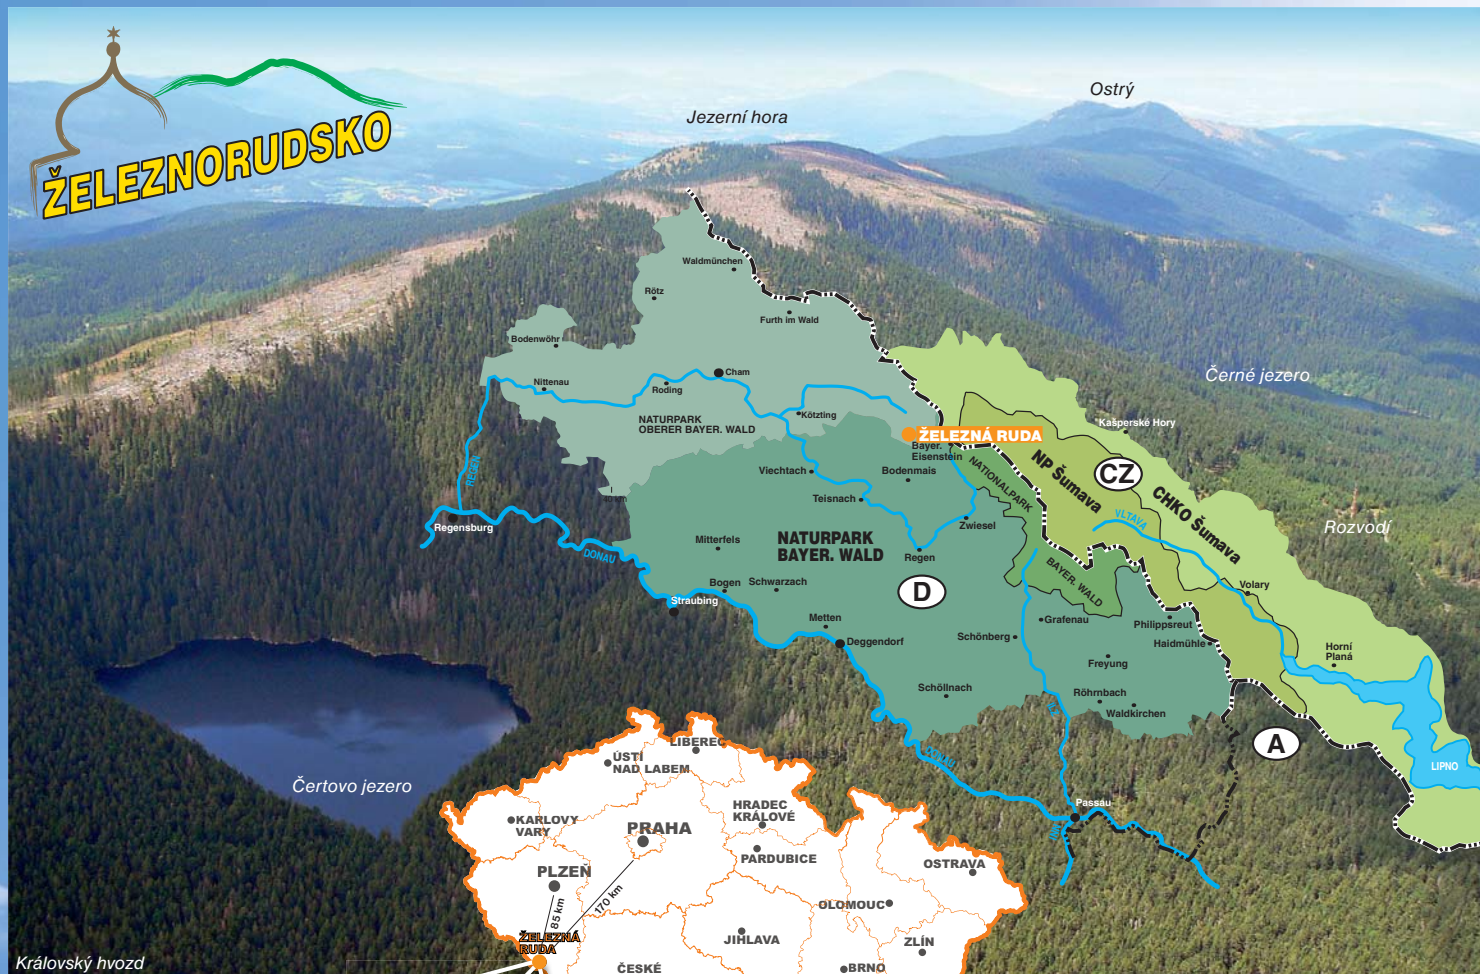 Ostrý
Jezerní hora
ŽELEZNORUDSKO
Waldmünchen
Rötz
Furth im Wald
Bodenwöhr
Cham
Nittenau
Roding
Černé jezero
Kötzting
NATURPARK
OBERER BAYER. WALD
Kašperské Hory
ŽELEZNÁ RUDA
Bayer.
Eisenstein
NP Šumava
CZ
CHKO Šumava
NATIONALPARK
BAYER. WALD
Viechtach
Bodenmais
REGEN
Teisnach
Zwiesel
VLTAVA
Rozvodí
Regensburg
NATURPARK
BAYER. WALD
Mitterfels
Regen
DONAU
Bogen
Schwarzach
D
Volary
Straubing
Metten
Grafenau
Philippsreut
Deggendorf
Schönberg
Haidmühle
Horní
Planá
Freyung
Schöllnach
Röhrnbach
Waldkirchen
ILS
A
DONAU
LIPNO
Čertovo jezero
Passau
INN
LIBEREC
ÚSTÍ
NAD LABEM
KARLOVY
VARY
PRAHA
HRADEC
KRÁLOVÉ
PARDUBICE
PLZEŇ
OSTRAVA
170 km
85 km
OLOMOUC
ŽELEZNÁ
RUDA
JIHLAVA
ZLÍN
ČESKÉ
BRNO
Královský hvozd